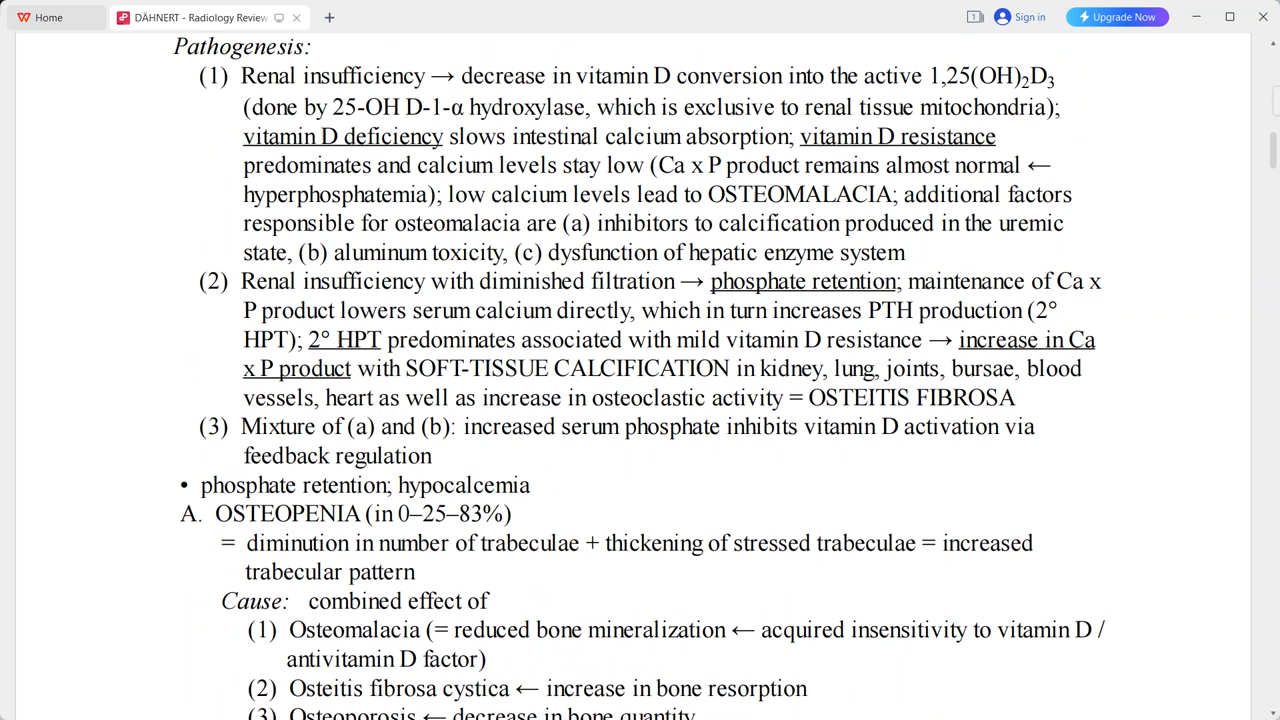 Home
DÄHNERT - Radiology Review
1
Sign in
Upgrade Now
Pathogenesis:
(1) Renal insufficiency → decrease in vitamin D conversion into the active 1,25(OH)₂D₃
(done by 25-OH D-1-α hydroxylase, which is exclusive to renal tissue mitochondria);
vitamin D deficiency slows intestinal calcium absorption; vitamin D resistance
predominates and calcium levels stay low (Ca x P product remains almost normal ←
hyperphosphatemia); low calcium levels lead to OSTEOMALACIA; additional factors
responsible for osteomalacia are (a) inhibitors to calcification produced in the uremic
state, (b) aluminum toxicity, (c) dysfunction of hepatic enzyme system
(2) Renal insufficiency with diminished filtration → phosphate retention; maintenance of Ca x
P product lowers serum calcium directly, which in turn increases PTH production (2°
HPT); 2° HPT predominates associated with mild vitamin D resistance → increase in Ca
x P product with SOFT-TISSUE CALCIFICATION in kidney, lung, joints, bursae, blood
vessels, heart as well as increase in osteoclastic activity = OSTEITIS FIBROSA
(3) Mixture of (a) and (b): increased serum phosphate inhibits vitamin D activation via
feedback regulation
• phosphate retention; hypocalcemia
A. OSTEOPENIA (in 0–25–83%)
= diminution in number of trabeculae + thickening of stressed trabeculae = increased
trabecular pattern
Cause: combined effect of
(1) Osteomalacia (= reduced bone mineralization ← acquired insensitivity to vitamin D /
antivitamin D factor)
(2) Osteitis fibrosa cystica ← increase in bone resorption
(3) Osteoporosis ← decrease in bone quantity